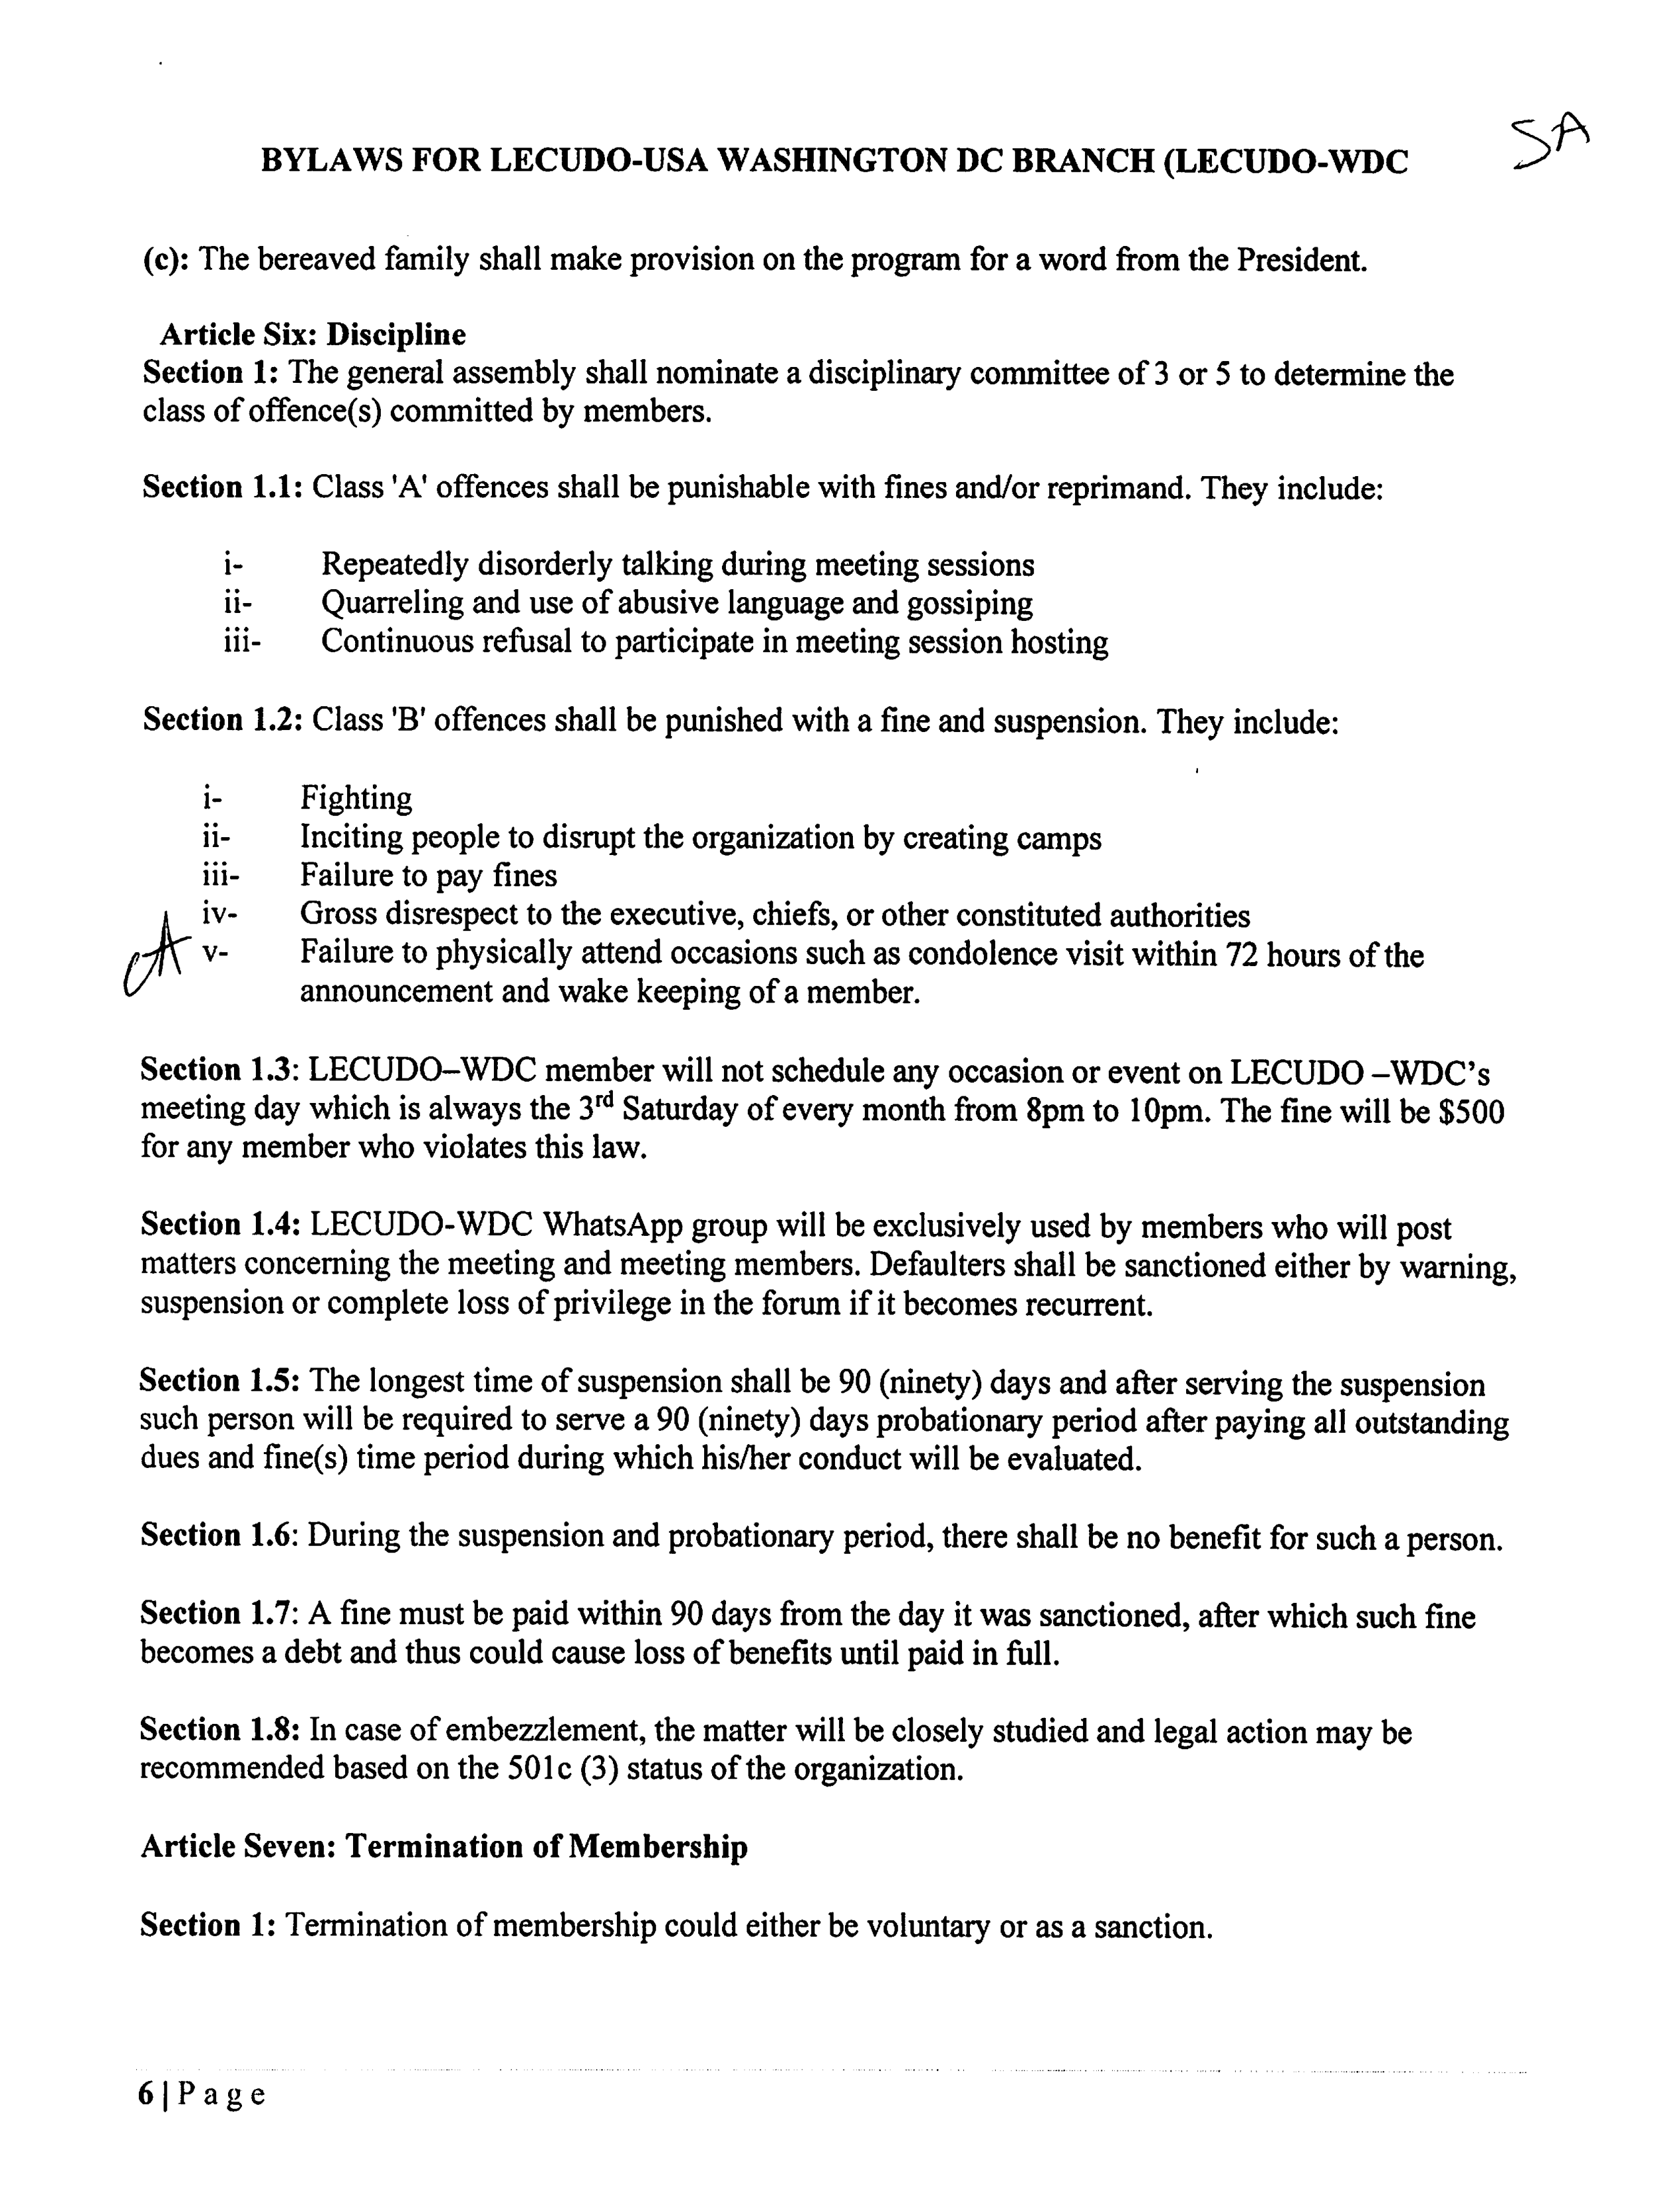 SA
BYLAWS FOR LECUDO-USA WASHINGTON DC BRANCH (LECUDO-WDC
(c): The bereaved family shall make provision on the program for a word from the President.
Article Six: Discipline
Section 1: The general assembly shall nominate a disciplinary committee of 3 or 5 to determine the
class of offence(s) committed by members.
Section 1.1: Class 'A' offences shall be punishable with fines and/or reprimand. They include:
i- Repeatedly disorderly talking during meeting sessions
ii- Quarreling and use of abusive language and gossiping
iii- Continuous refusal to participate in meeting session hosting
Section 1.2: Class 'B' offences shall be punished with a fine and suspension. They include:
i- Fighting
ii- Inciting people to disrupt the organization by creating camps
iii- Failure to pay fines
iv- Gross disrespect to the executive, chiefs, or other constituted authorities
v- Failure to physically attend occasions such as condolence visit within 72 hours of the
announcement and wake keeping of a member.
Section 1.3: LECUDO–WDC member will not schedule any occasion or event on LECUDO –WDC’s
meeting day which is always the 3rd Saturday of every month from 8pm to 10pm. The fine will be $500
for any member who violates this law.
Section 1.4: LECUDO-WDC WhatsApp group will be exclusively used by members who will post
matters concerning the meeting and meeting members. Defaulters shall be sanctioned either by warning,
suspension or complete loss of privilege in the forum if it becomes recurrent.
Section 1.5: The longest time of suspension shall be 90 (ninety) days and after serving the suspension
such person will be required to serve a 90 (ninety) days probationary period after paying all outstanding
dues and fine(s) time period during which his/her conduct will be evaluated.
Section 1.6: During the suspension and probationary period, there shall be no benefit for such a person.
Section 1.7: A fine must be paid within 90 days from the day it was sanctioned, after which such fine
becomes a debt and thus could cause loss of benefits until paid in full.
Section 1.8: In case of embezzlement, the matter will be closely studied and legal action may be
recommended based on the 501c (3) status of the organization.
Article Seven: Termination of Membership
Section 1: Termination of membership could either be voluntary or as a sanction.
6 | P a g e